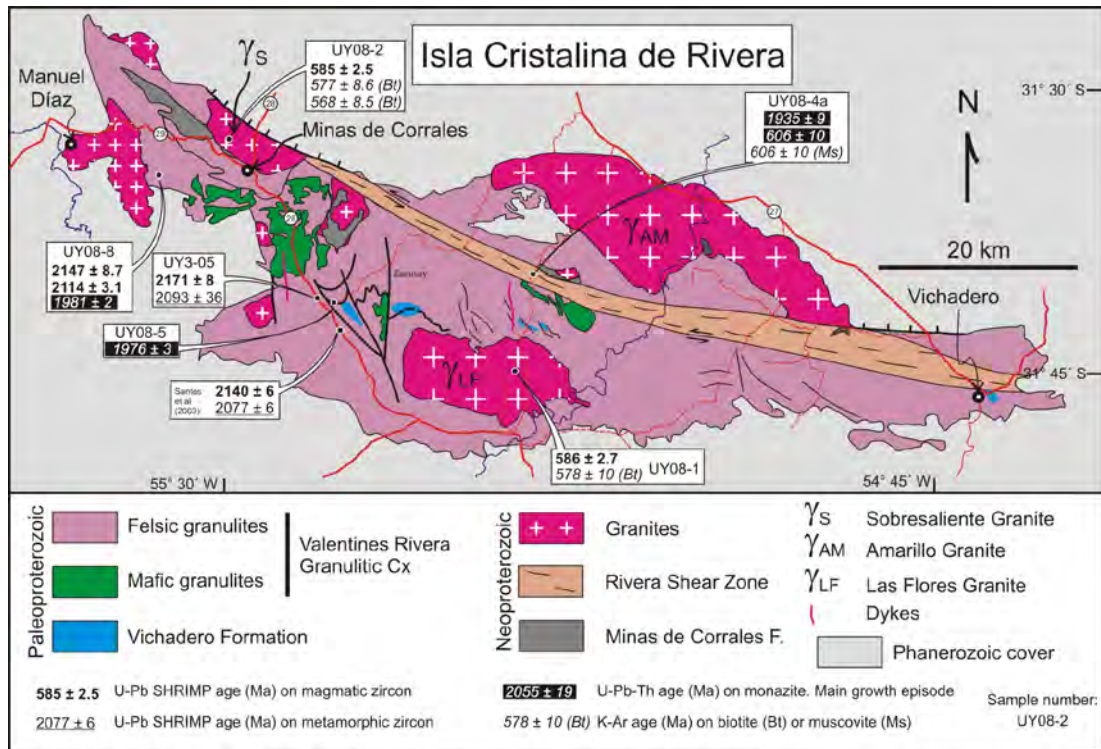 Isla Cristalina de Rivera
UY08-2
585 ± 2.5
577 ± 8.6 (Bt)
568 ± 8.5 (Bt)
γS
28
Manuel
Díaz
29
Minas de Corrales
UY08-4a
1935 ± 9
606 ± 10
606 ± 10 (Ms)
31° 30´ S
N
20 km
27
γAM
28
Vichadero
UY08-8
2147 ± 8.7
2114 ± 3.1
1981 ± 2
UY3-05
2171 ± 8
2093 ± 36
UY08-5
1976 ± 3
Santos
et al
(2003)
2140 ± 6
2077 ± 6
γLF
31° 45´ S
586 ± 2.7
578 ± 10 (Bt)
UY08-1
55° 30´ W
54° 45´ W
Paleoproterozoic
Felsic granulites
Mafic granulites
Valentines Rivera
Granulitic Cx
Vichadero Formation
Neoproterozoic
Granites
Rivera Shear Zone
Minas de Corrales F.
γS Sobresaliente Granite
γAM Amarillo Granite
γLF Las Flores Granite
Dykes
Phanerozoic cover
585 ± 2.5 U-Pb SHRIMP age (Ma) on magmatic zircon
2077 ± 6 U-Pb SHRIMP age (Ma) on metamorphic zircon
2055 ± 19 U-Pb-Th age (Ma) on monazite. Main growth episode
578 ± 10 (Bt) K-Ar age (Ma) on biotite (Bt) or muscovite (Ms)
Sample number:
UY08-2